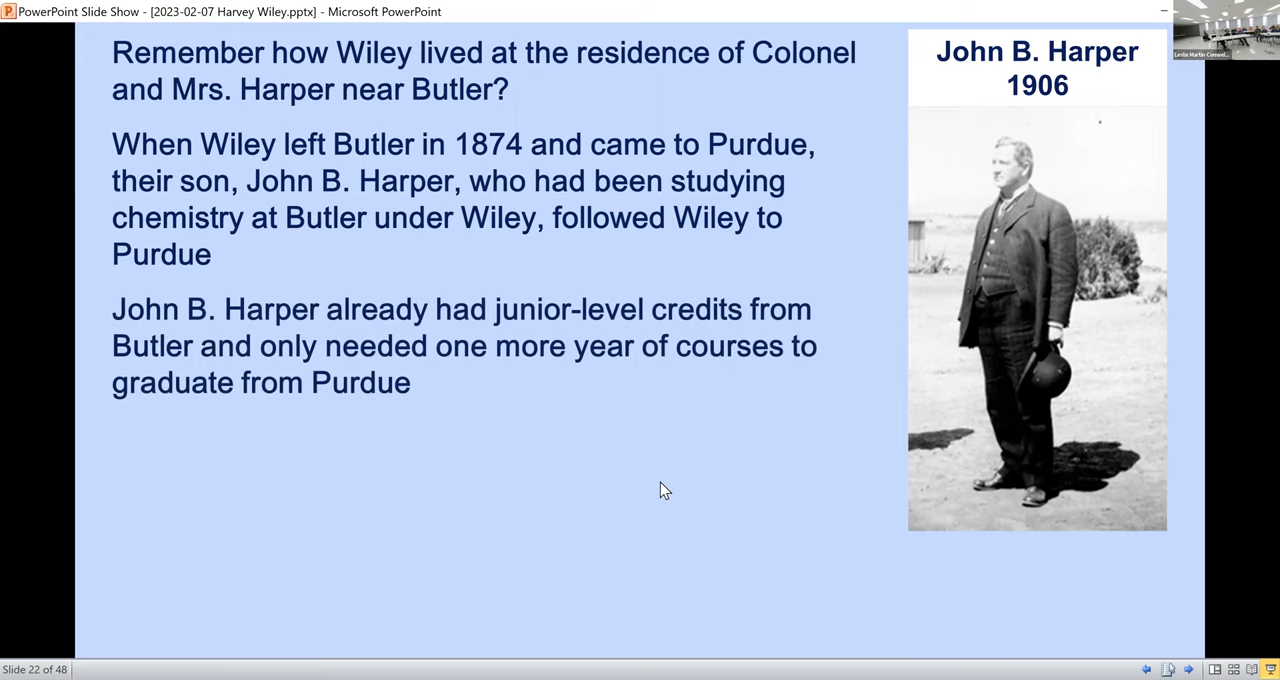 PowerPoint Slide Show - [2023-02-07 Harvey Wiley.pptx] - Microsoft PowerPoint
Remember how Wiley lived at the residence of Colonel
and Mrs. Harper near Butler?
When Wiley left Butler in 1874 and came to Purdue,
their son, John B. Harper, who had been studying
chemistry at Butler under Wiley, followed Wiley to
Purdue
John B. Harper already had junior-level credits from
Butler and only needed one more year of courses to
graduate from Purdue
John B. Harper
1906
Leslie Martin Conwel...
Slide 22 of 48